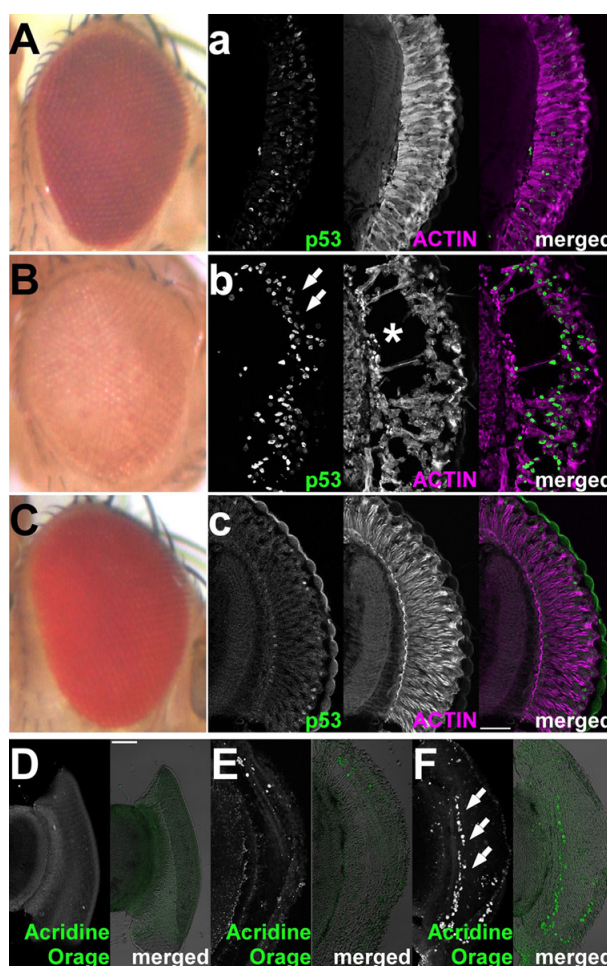 A
a
p53
ACTIN
merged
B
b
*
p53
ACTIN
merged
C
c
p53
ACTIN
merged
D
Acridine
Orage
merged
E
Acridine
Orage
merged
F
Acridine
Orage
merged